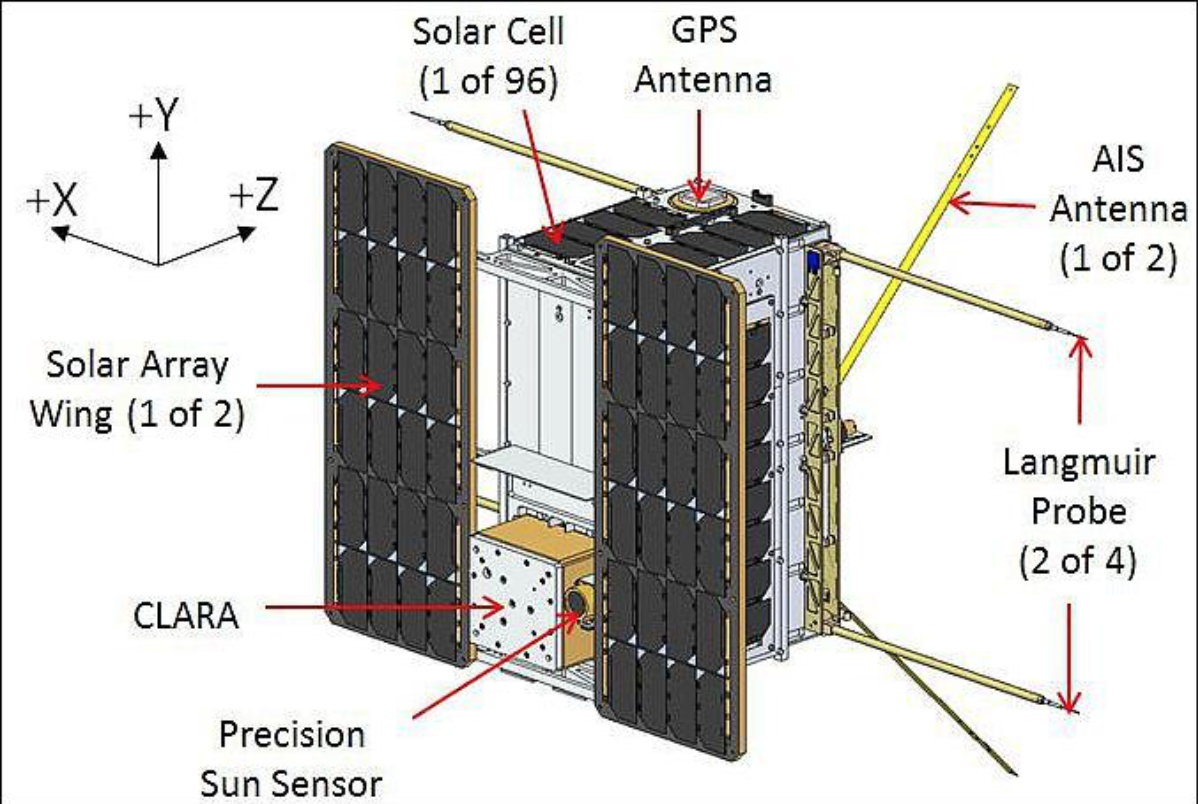 Solar Cell
(1 of 96)
GPS
Antenna
+Y
+X
+Z
AIS
Antenna
(1 of 2)
Solar Array
Wing (1 of 2)
Langmuir
Probe
(2 of 4)
CLARA
Precision
Sun Sensor